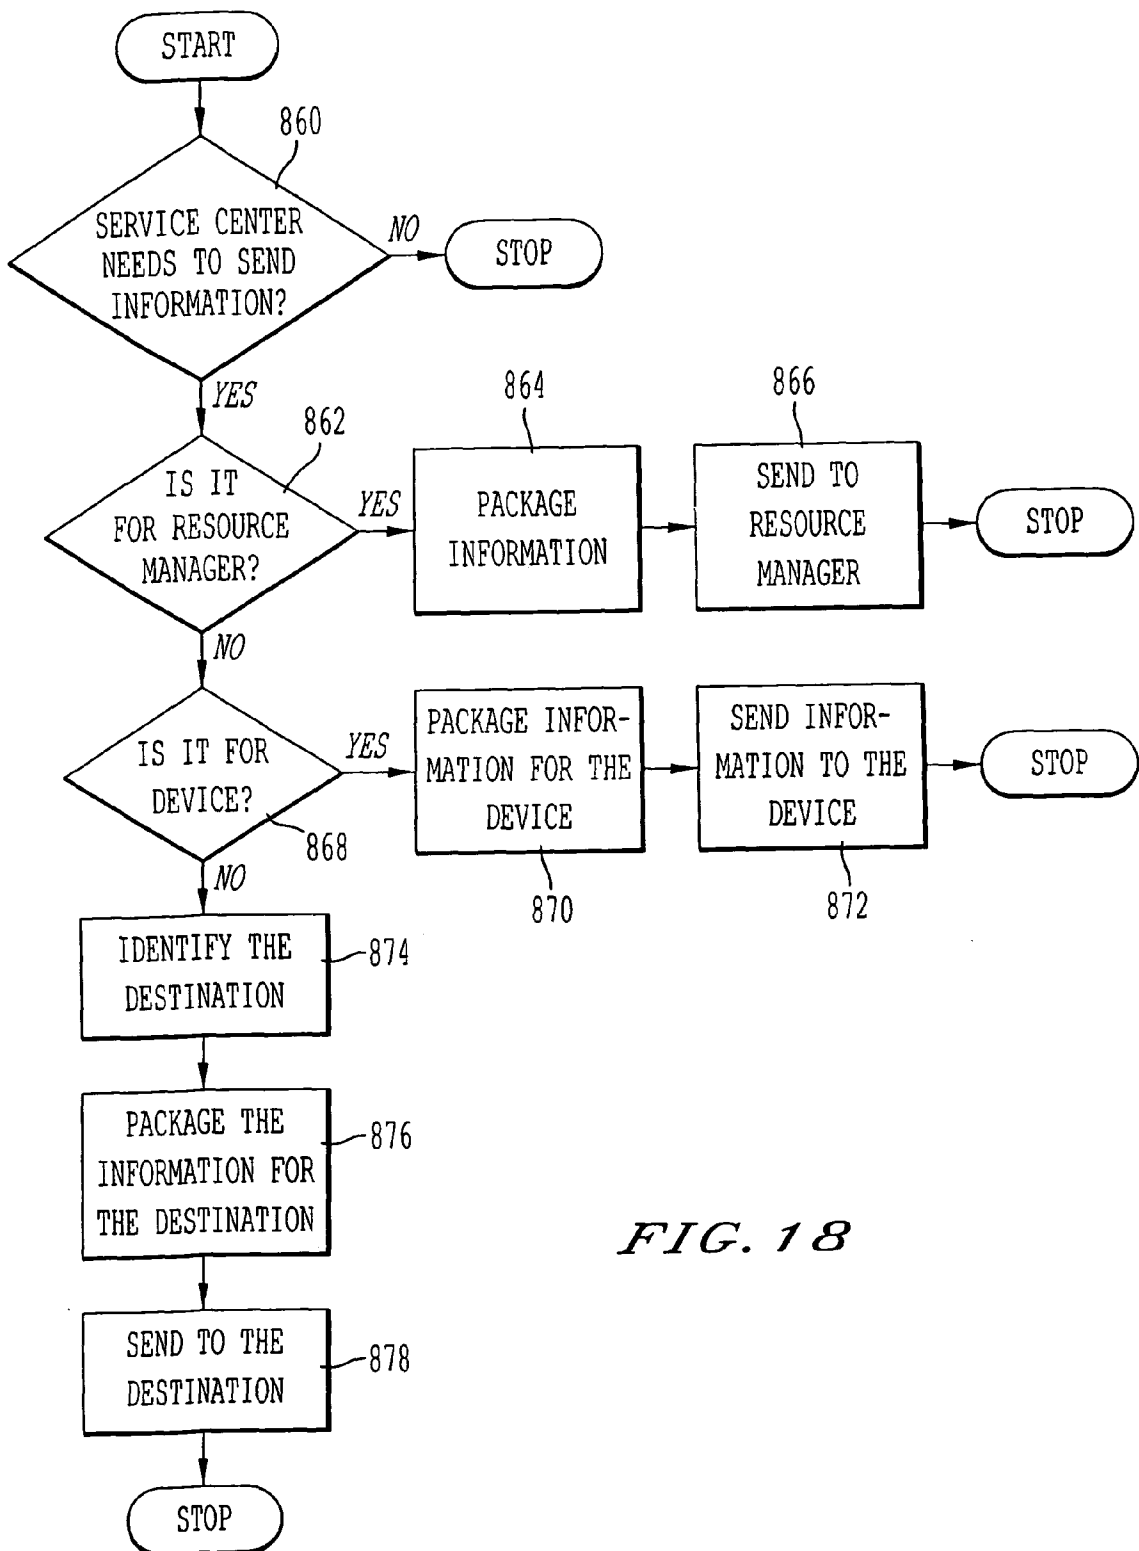 START
860
SERVICE CENTER
NEEDS TO SEND
INFORMATION?
NO
STOP
YES
862
IS IT
FOR RESOURCE
MANAGER?
YES
864
PACKAGE
INFORMATION
866
SEND TO
RESOURCE
MANAGER
STOP
NO
IS IT FOR
DEVICE?
868
YES
PACKAGE INFOR-
MATION FOR THE
DEVICE
870
SEND INFOR-
MATION TO THE
DEVICE
872
STOP
NO
IDENTIFY THE
DESTINATION
874
PACKAGE THE
INFORMATION FOR
THE DESTINATION
876
SEND TO THE
DESTINATION
878
STOP
FIG. 18